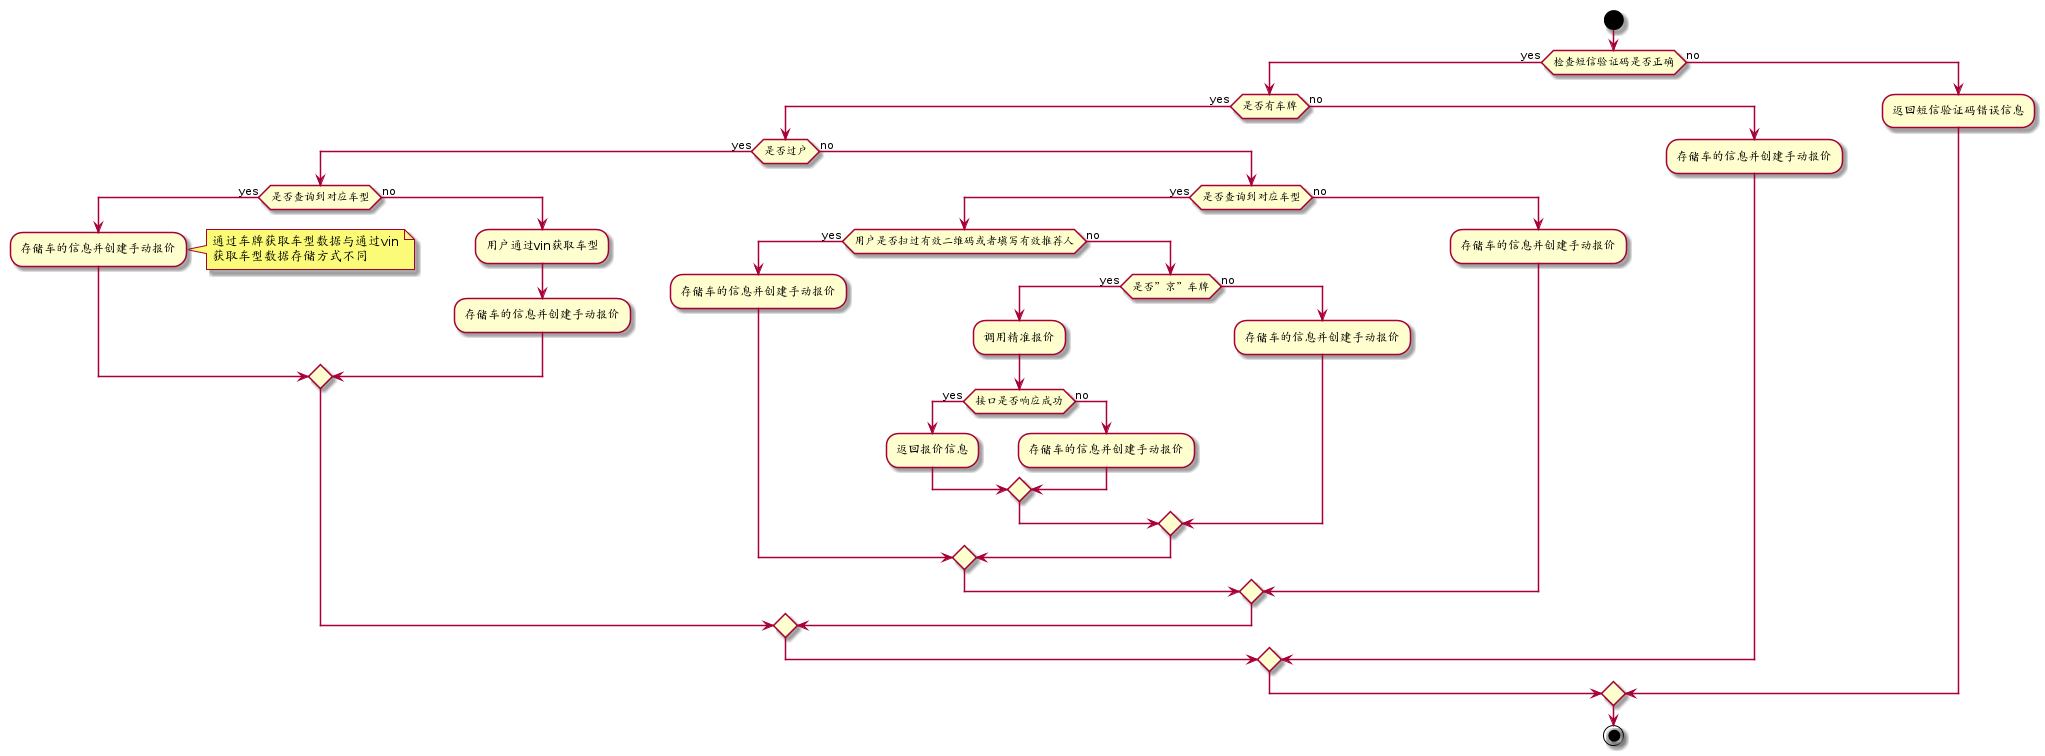 yes
检查短信验证码是否正确
no
yes
是否有车牌
no
返回短信验证码错误信息
yes
是否过户
no
存储车的信息并创建手动报价
yes
是否查询到对应车型
no
yes
是否查询到对应车型
no
存储车的信息并创建手动报价
通过车牌获取车型数据与通过vin
获取车型数据存储方式不同
用户通过vin获取车型
yes
用户是否扫过有效二维码或者填写有效推荐人
no
存储车的信息并创建手动报价
存储车的信息并创建手动报价
存储车的信息并创建手动报价
yes
是否”京”车牌
no
调用精准报价
存储车的信息并创建手动报价
yes
接口是否响应成功
no
返回报价信息
存储车的信息并创建手动报价